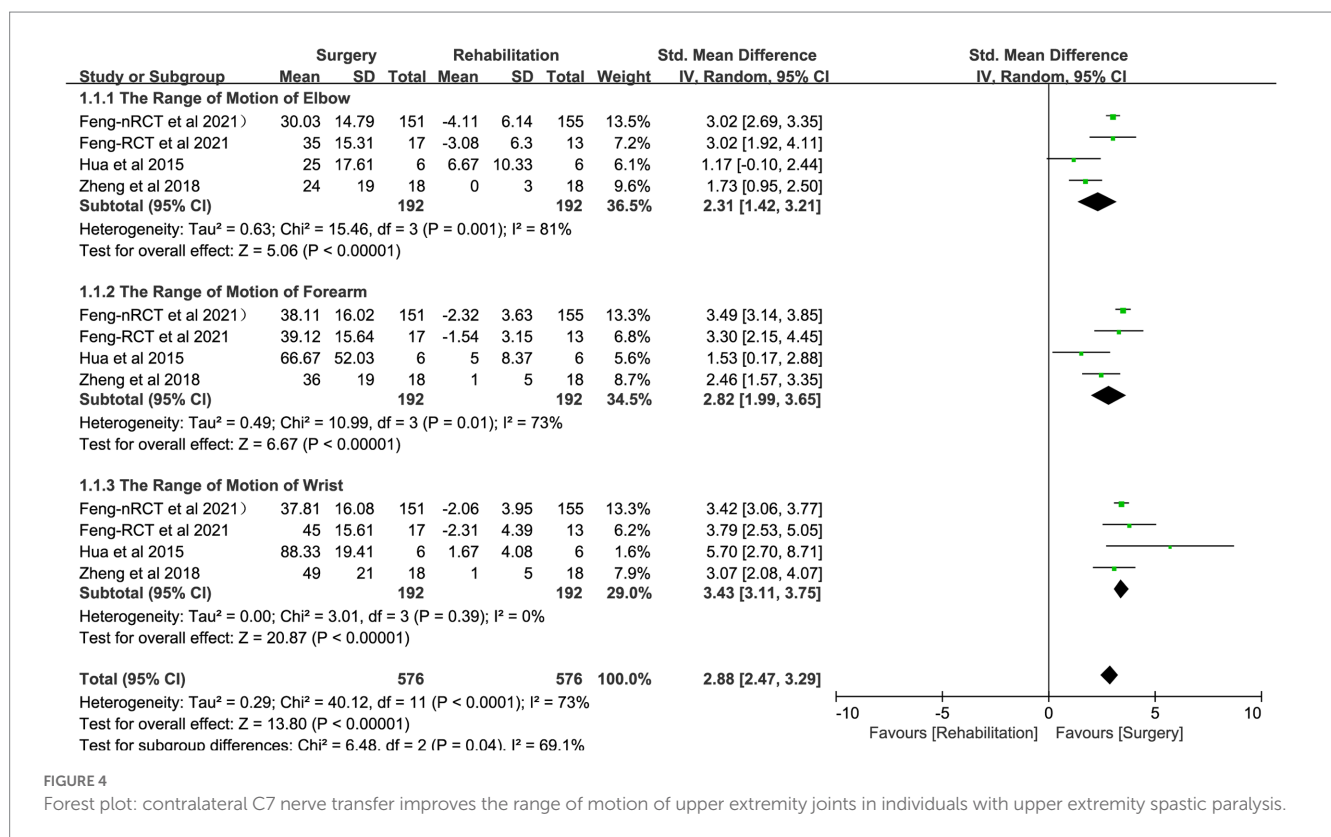 Surgery Rehabilitation Std. Mean Difference Std. Mean Difference
Study or Subgroup Mean SD Total Mean SD Total Weight IV, Random, 95% CI IV, Random, 95% CI
1.1.1 The Range of Motion of Elbow
Feng-nRCT et al 2021） 30.03 14.79 151 -4.11 6.14 155 13.5% 3.02 [2.69, 3.35]
Feng-RCT et al 2021 35 15.31 17 -3.08 6.3 13 7.2% 3.02 [1.92, 4.11]
Hua et al 2015 25 17.61 6 6.67 10.33 6 6.1% 1.17 [-0.10, 2.44]
Zheng et al 2018 24 19 18 0 3 18 9.6% 1.73 [0.95, 2.50]
Subtotal (95% CI) 192 192 36.5% 2.31 [1.42, 3.21]
Heterogeneity: Tau² = 0.63; Chi² = 15.46, df = 3 (P = 0.001); I² = 81%
Test for overall effect: Z = 5.06 (P < 0.00001)
1.1.2 The Range of Motion of Forearm
Feng-nRCT et al 2021） 38.11 16.02 151 -2.32 3.63 155 13.3% 3.49 [3.14, 3.85]
Feng-RCT et al 2021 39.12 15.64 17 -1.54 3.15 13 6.8% 3.30 [2.15, 4.45]
Hua et al 2015 66.67 52.03 6 5 8.37 6 5.6% 1.53 [0.17, 2.88]
Zheng et al 2018 36 19 18 1 5 18 8.7% 2.46 [1.57, 3.35]
Subtotal (95% CI) 192 192 34.5% 2.82 [1.99, 3.65]
Heterogeneity: Tau² = 0.49; Chi² = 10.99, df = 3 (P = 0.01); I² = 73%
Test for overall effect: Z = 6.67 (P < 0.00001)
1.1.3 The Range of Motion of Wrist
Feng-nRCT et al 2021） 37.81 16.08 151 -2.06 3.95 155 13.3% 3.42 [3.06, 3.77]
Feng-RCT et al 2021 45 15.61 17 -2.31 4.39 13 6.2% 3.79 [2.53, 5.05]
Hua et al 2015 88.33 19.41 6 1.67 4.08 6 1.6% 5.70 [2.70, 8.71]
Zheng et al 2018 49 21 18 1 5 18 7.9% 3.07 [2.08, 4.07]
Subtotal (95% CI) 192 192 29.0% 3.43 [3.11, 3.75]
Heterogeneity: Tau² = 0.00; Chi² = 3.01, df = 3 (P = 0.39); I² = 0%
Test for overall effect: Z = 20.87 (P < 0.00001)
Total (95% CI) 576 576 100.0% 2.88 [2.47, 3.29]
Heterogeneity: Tau² = 0.29; Chi² = 40.12, df = 11 (P < 0.0001); I² = 73%
Test for overall effect: Z = 13.80 (P < 0.00001)
Test for subgroup differences: Chi² = 6.48, df = 2 (P = 0.04), I² = 69.1%
-10 -5 0 5 10
Favours [Rehabilitation] Favours [Surgery]
FIGURE 4
Forest plot: contralateral C7 nerve transfer improves the range of motion of upper extremity joints in individuals with upper extremity spastic paralysis.